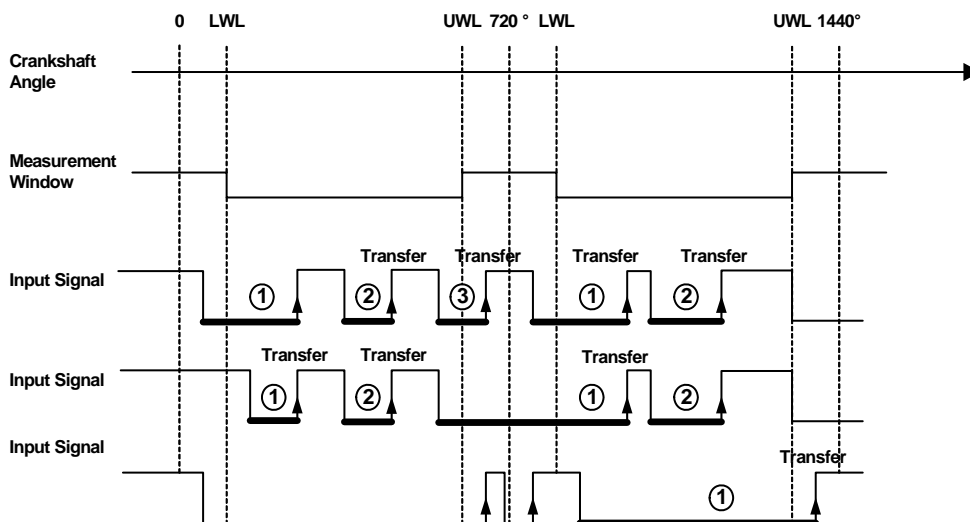 0 LWL UWL 720 ° LWL UWL 1440°
Crankshaft
Angle
Measurement
Window
Transfer Transfer Transfer Transfer
Input Signal
1 2 3 1 2
Transfer Transfer Transfer
Input Signal
1 2 1 2
Input Signal
Transfer
1